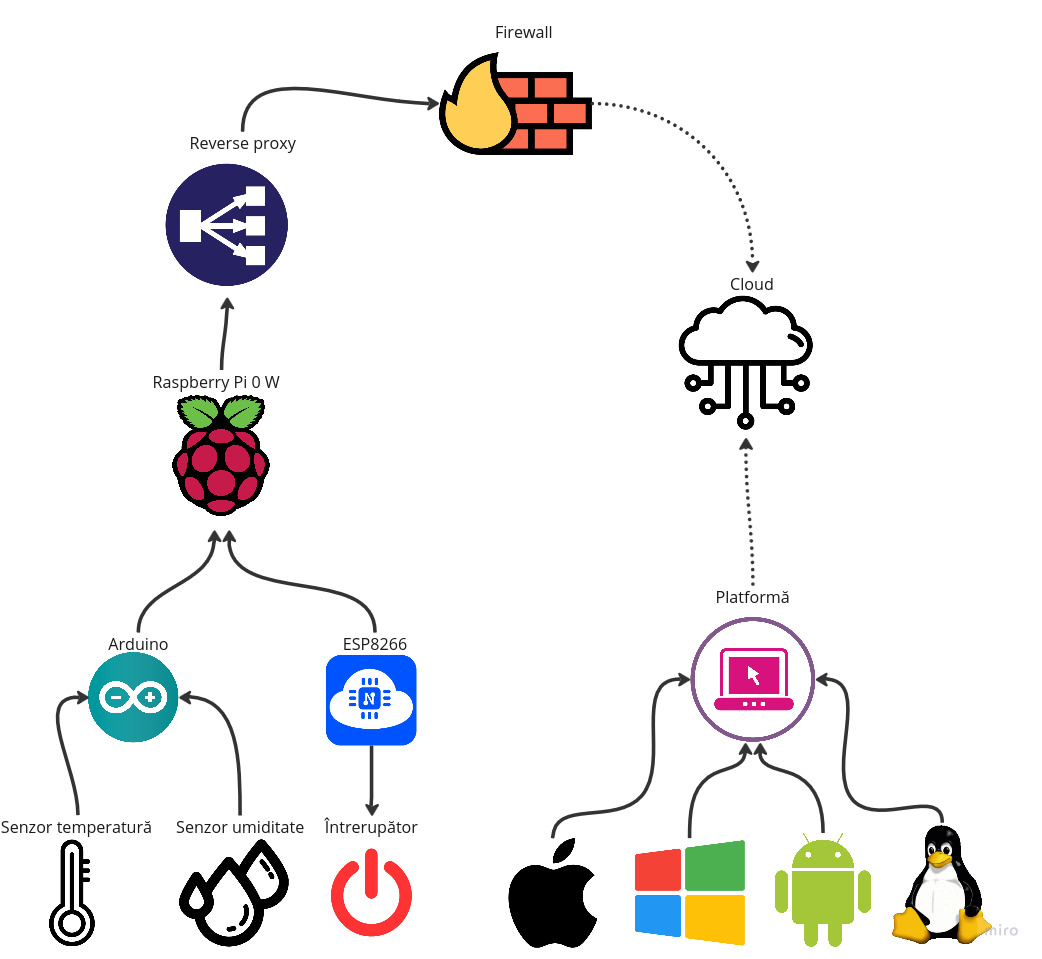 Firewall
Reverse proxy
Cloud
Raspberry Pi 0 W
Platformă
Arduino
ESP8266
N
Senzor temperatură
Senzor umiditate
Întrerupător
miro